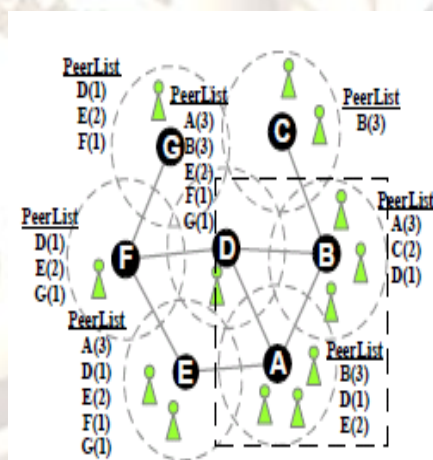 PeerList
D(1)
E(2)
F(1)
PeerList
A(3)
B(3)
E(2)
F(1)
G(1)
PeerList
B(3)
G
C
PeerList
A(3)
C(2)
D(1)
PeerList
D(1)
E(2)
G(1)
F
D
B
PeerList
A(3)
D(1)
E(2)
F(1)
G(1)
E
A
PeerList
B(3)
D(1)
E(2)